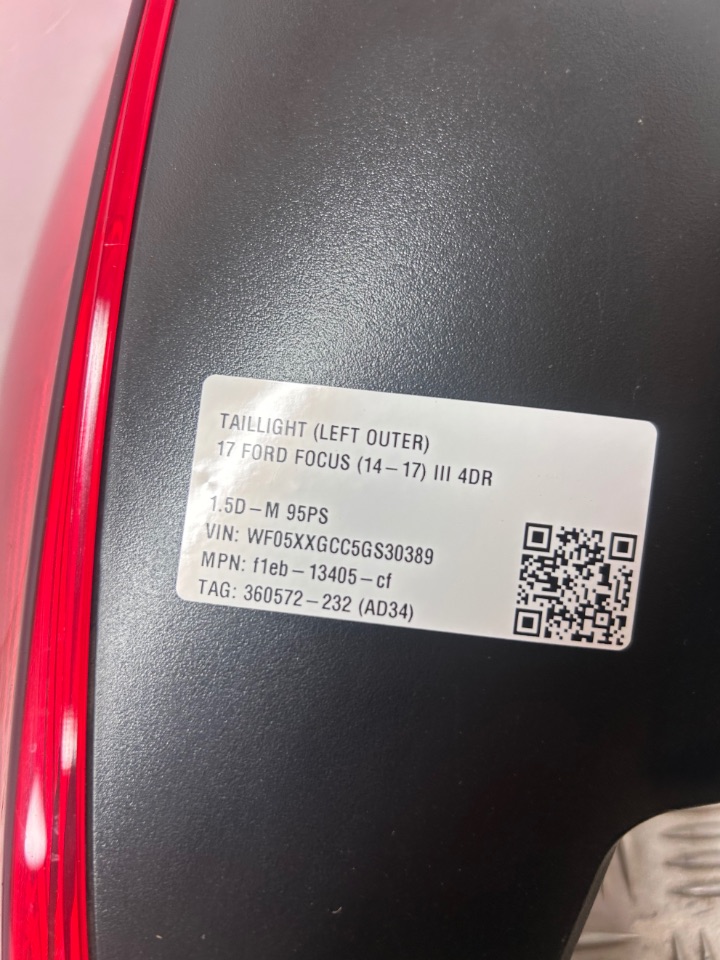 TAILLIGHT (LEFT OUTER)
17 FORD FOCUS (14-17) III 4DR
1.5D-M 95PS
VIN: WF05XXGCC5GS30389
MPN: f1eb-13405-cf
TAG: 360572-232 (AD34)